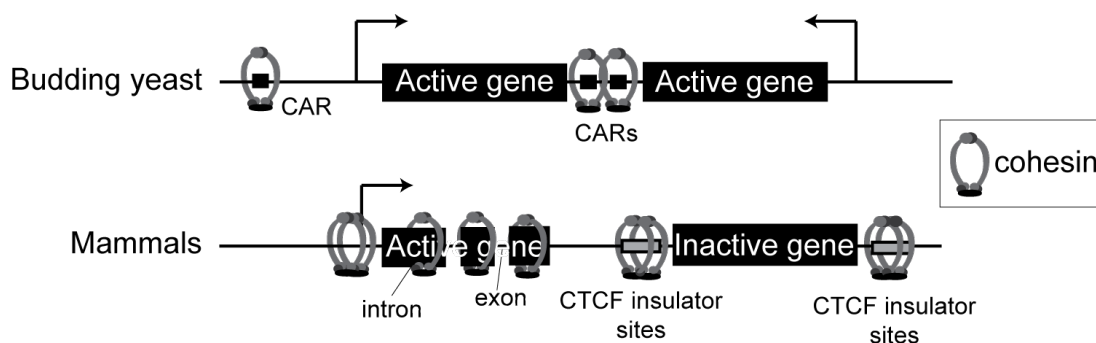 Budding yeast
Active gene
Active gene
CAR
CARs
cohesin
Mammals
Active gene
Inactive gene
intron
exon
CTCF insulator
sites
CTCF insulator
sites